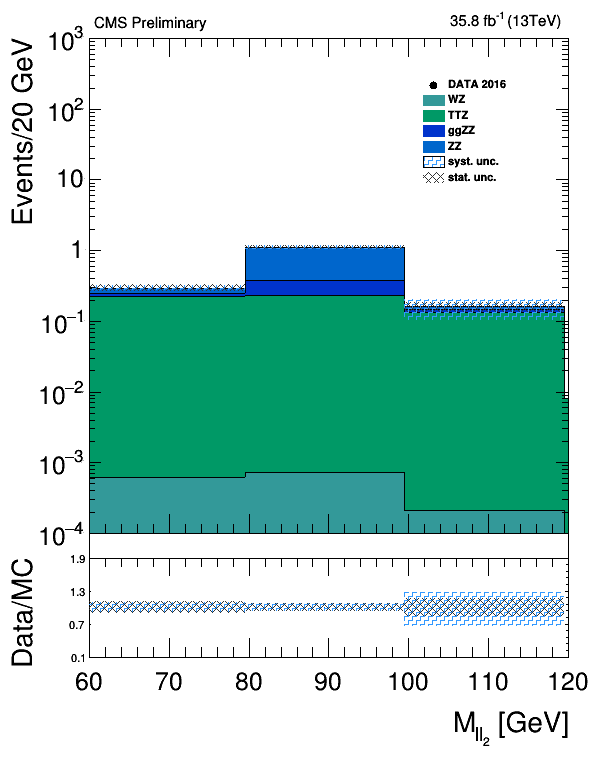 CMS Preliminary 35.8 fb⁻¹ (13TeV)
Events/20 GeV
10³
10²
10
1
10⁻¹
10⁻²
10⁻³
10⁻⁴
DATA 2016
WZ
TTZ
ggZZ
ZZ
syst. unc.
stat. unc.
Data/MC
1.9
1.3
0.7
0.1
60 70 80 90 100 110 120
M_ll₂ [GeV]